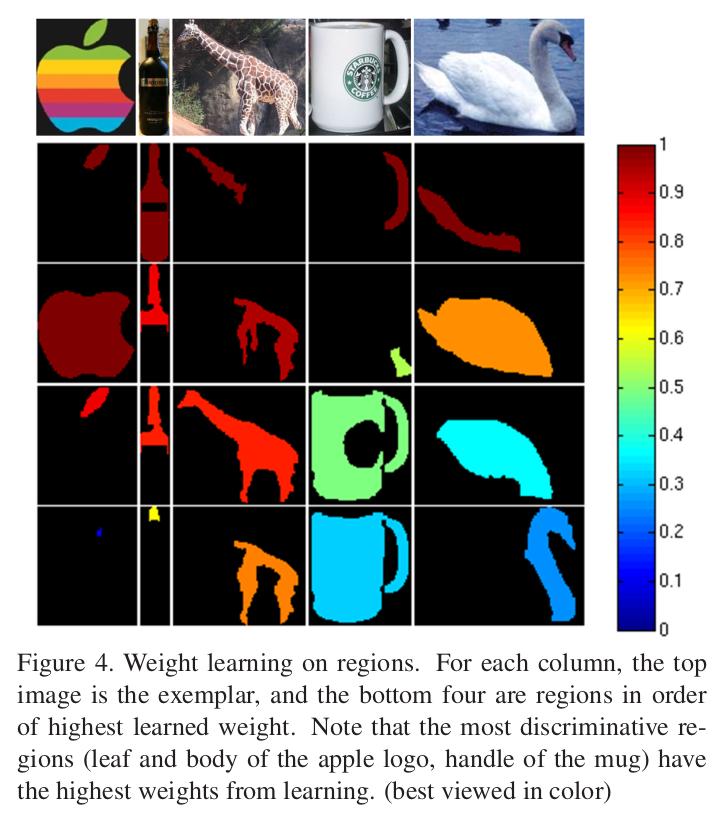 STARBUCKS
COFFEE
1
0.9
0.8
0.7
0.6
0.5
0.4
0.3
0.2
0.1
0
Figure 4. Weight learning on regions. For each column, the top
image is the exemplar, and the bottom four are regions in order
of highest learned weight. Note that the most discriminative re-
gions (leaf and body of the apple logo, handle of the mug) have
the highest weights from learning. (best viewed in color)